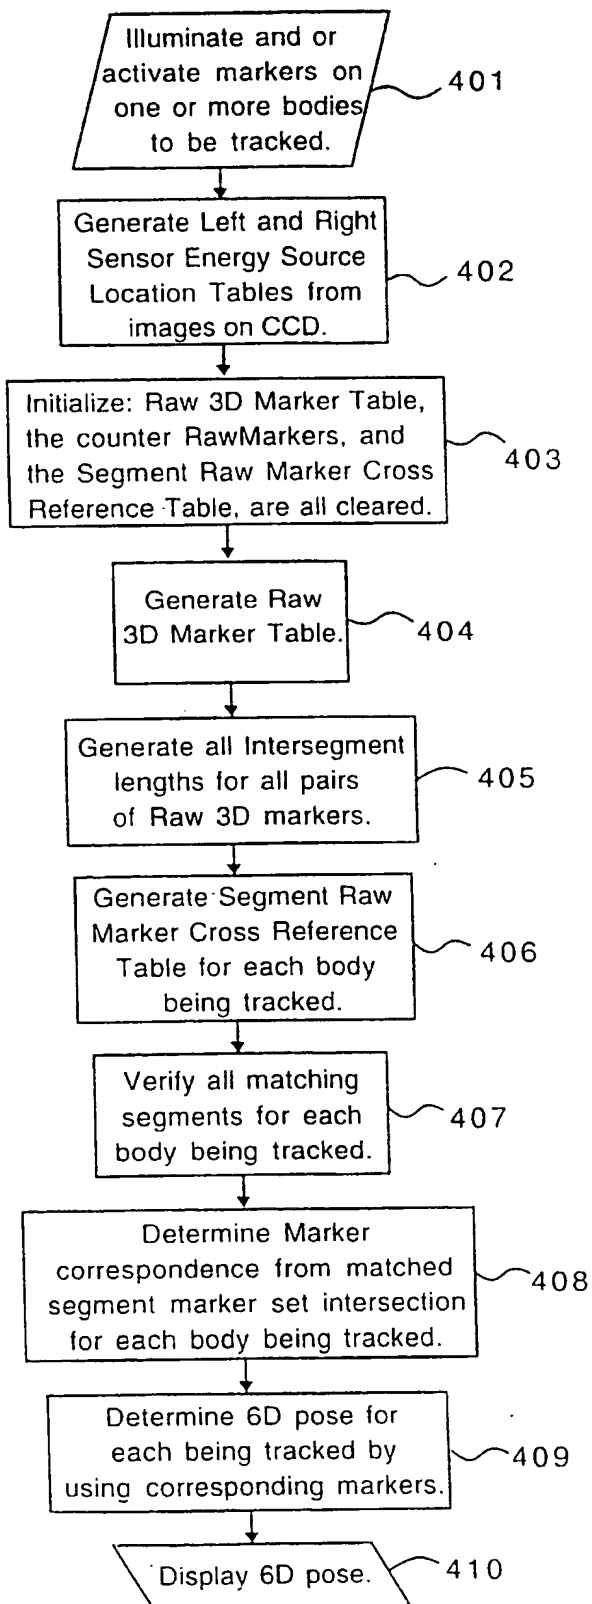 Illuminate and or
activate markers on
one or more bodies
to be tracked.
401
Generate Left and Right
Sensor Energy Source
Location Tables from
images on CCD.
402
Initialize: Raw 3D Marker Table,
the counter RawMarkers, and
the Segment Raw Marker Cross
Reference Table, are all cleared.
403
Generate Raw
3D Marker Table.
404
Generate all Intersegment
lengths for all pairs
of Raw 3D markers.
405
Generate Segment Raw
Marker Cross Reference
Table for each body
being tracked.
406
Verify all matching
segments for each
body being tracked.
407
Determine Marker
correspondence from matched
segment marker set intersection
for each body being tracked.
408
Determine 6D pose for
each being tracked by
using corresponding markers.
409
Display 6D pose.
410